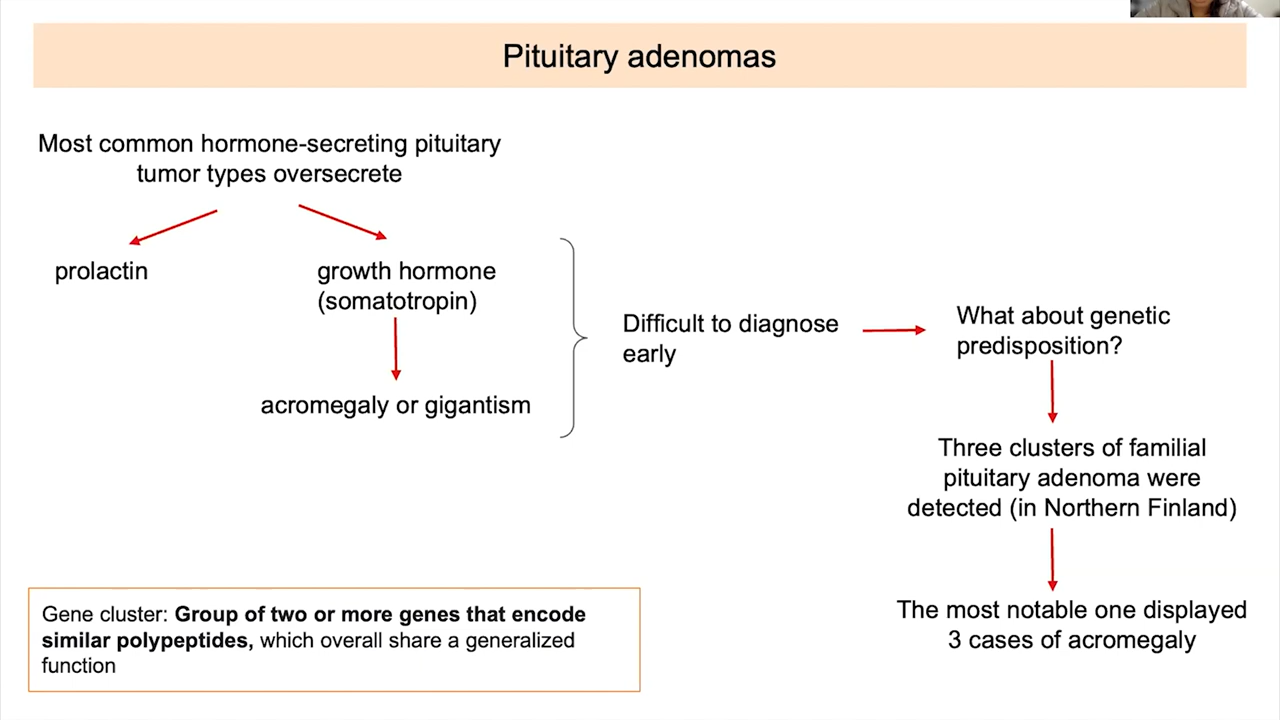 Pituitary adenomas
Most common hormone-secreting pituitary
tumor types oversecrete
prolactin
growth hormone
(somatotropin)
acromegaly or gigantism
Difficult to diagnose
early
What about genetic
predisposition?
Three clusters of familial
pituitary adenoma were
detected (in Northern Finland)
The most notable one displayed
3 cases of acromegaly
Gene cluster: Group of two or more genes that encode
similar polypeptides, which overall share a generalized
function